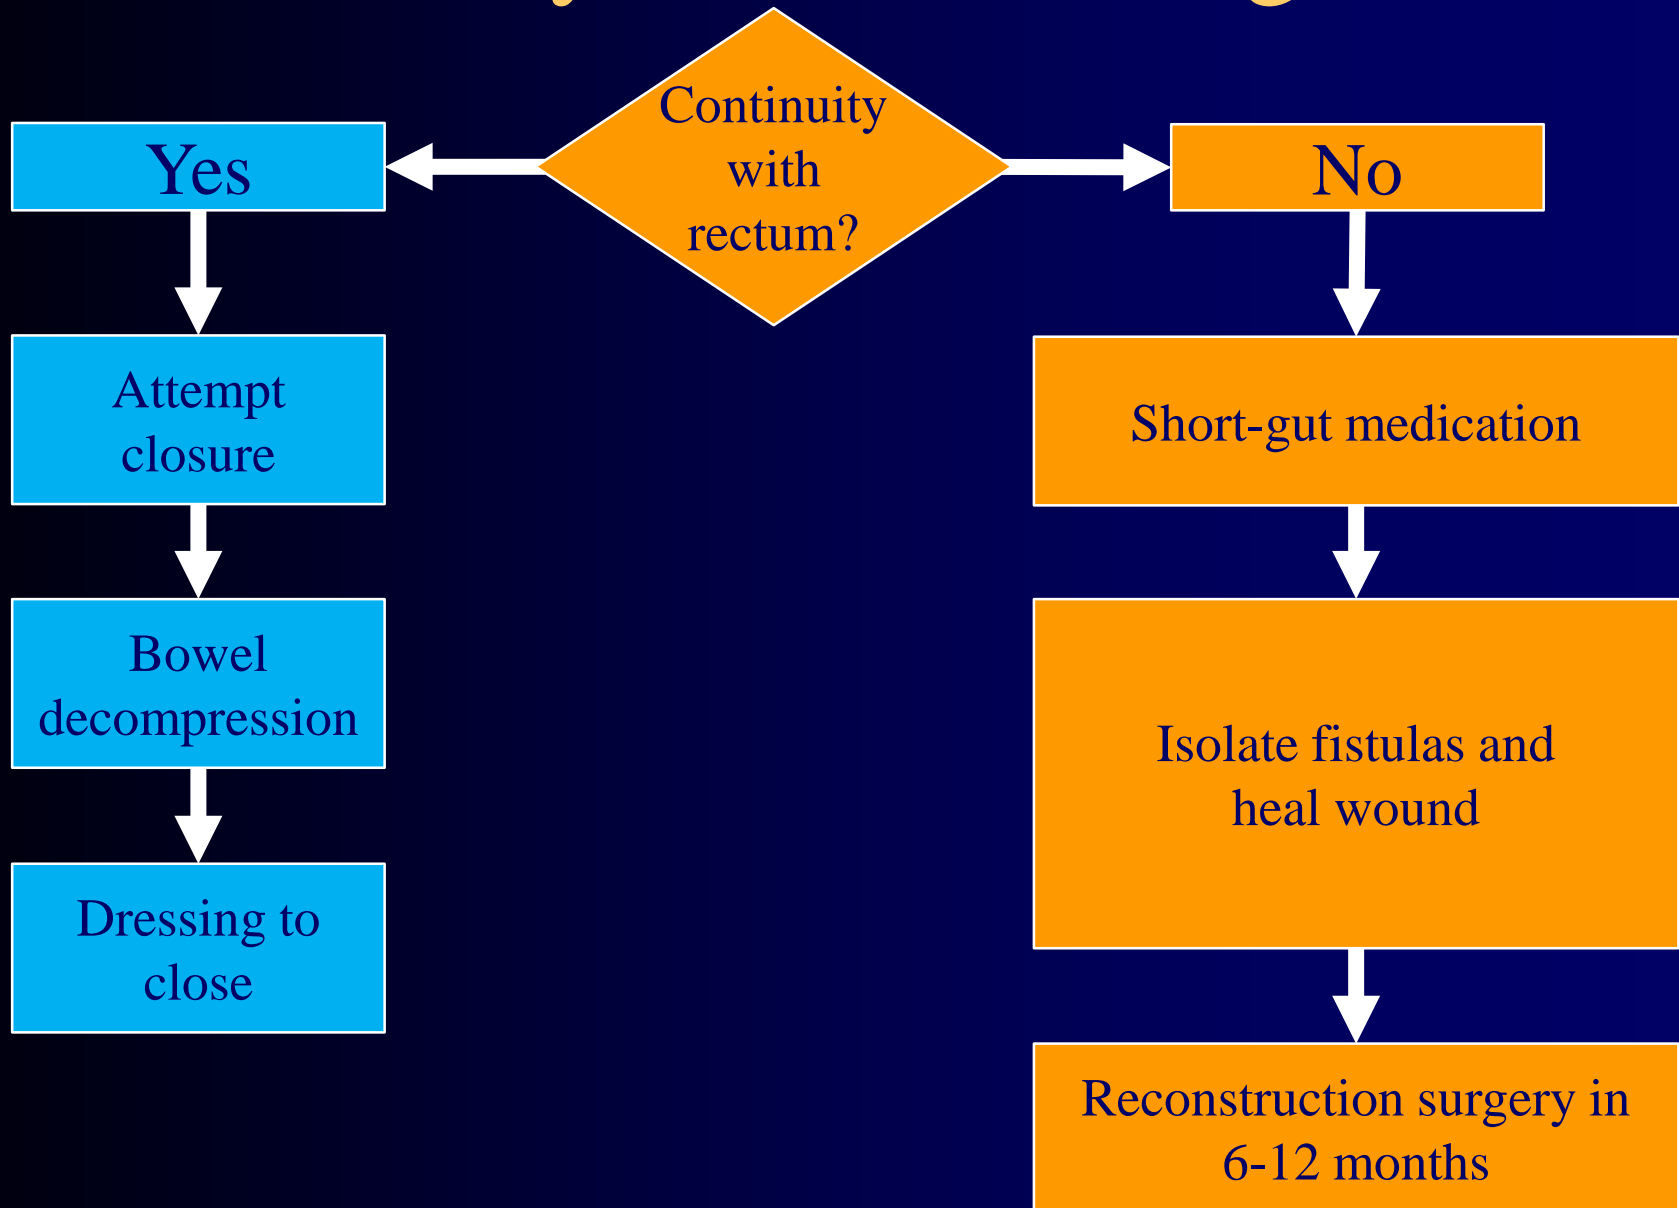 Continuity
with
rectum?
Yes
No
Attempt
closure
Short-gut medication
Bowel
decompression
Isolate fistulas and
heal wound
Dressing to
close
Reconstruction surgery in
6-12 months